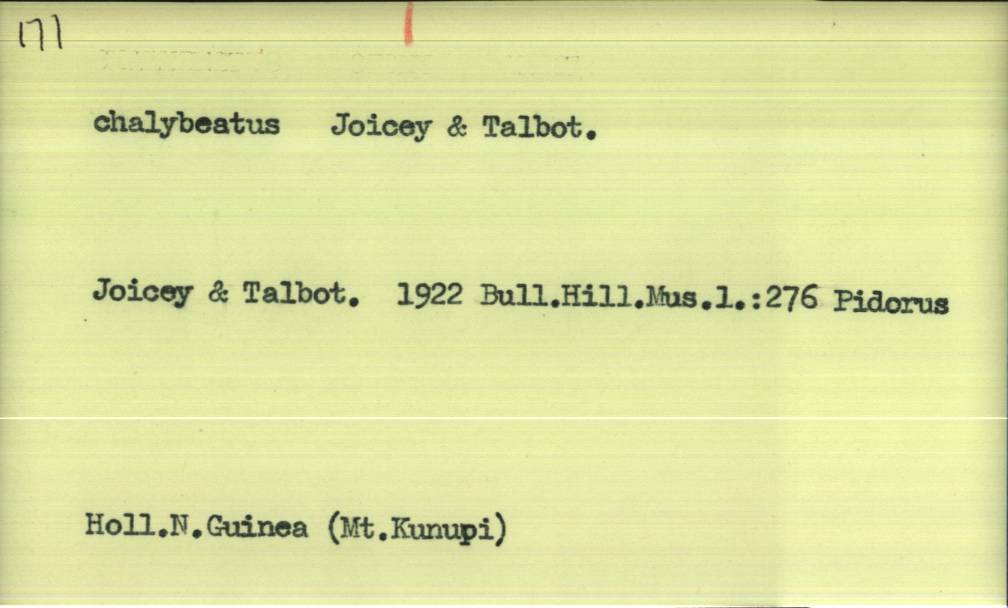 171
chalybeatus Joicey & Talbot.
Joicey & Talbot. 1922 Bull.Hill.Mus.1.:276 Pidorus
Holl.N.Guinea (Mt.Kunupi)